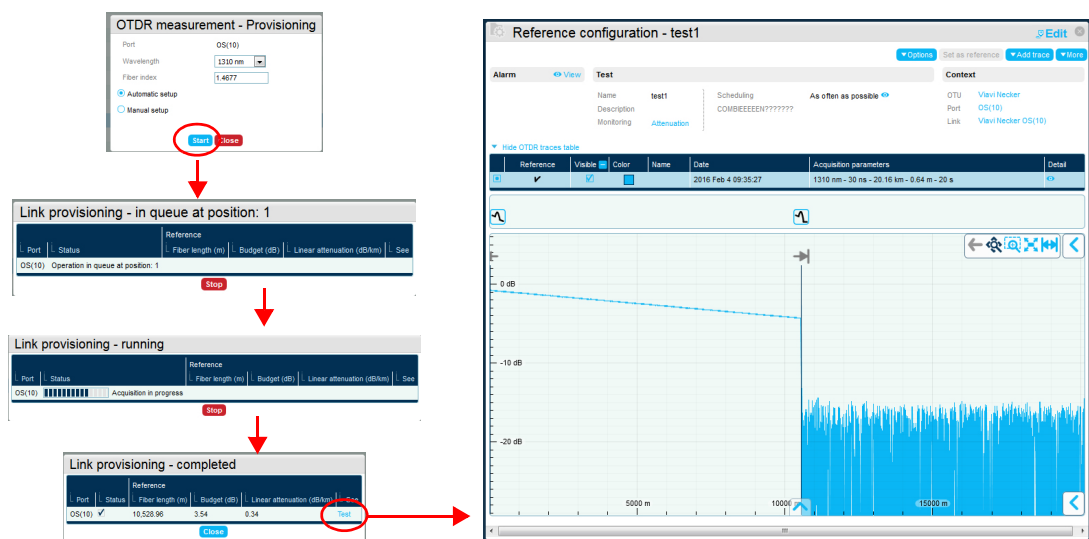 OTDR measurement - Provisioning
Port OS(10)
Wavelength 1310 nm
Fiber index 1.4677
Automatic setup
Manual setup
Start Close
Link provisioning - in queue at position: 1
Reference
Port Status Fiber length (m) Budget (dB) Linear attenuation (dB/km) See
OS(10) Operation in queue at position: 1
Stop
Link provisioning - running
Reference
Port Status Fiber length (m) Budget (dB) Linear attenuation (dB/km) See
OS(10) Acquisition in progress
Stop
Link provisioning - completed
Reference
Port Status Fiber length (m) Budget (dB) Linear attenuation (dB/km) See
OS(10) 10,528.96 3.54 0.34 Test
Close
Reference configuration - test1 Edit
Options Set as reference Add trace More
Alarm View Test Context
Name test1 Scheduling As often as possible OTU Viavi Necker
Description COMBIEEEEEN??????? Port OS(10)
Monitoring Attenuation Link Viavi Necker OS(10)
Hide OTDR traces table
Reference Visible Color Name Date Acquisition parameters Detail
2016 Feb 4 09:35:27 1310 nm - 30 ns - 20.16 km - 0.64 m - 20 s
0 dB
-10 dB
-20 dB
5000 m 15000 m